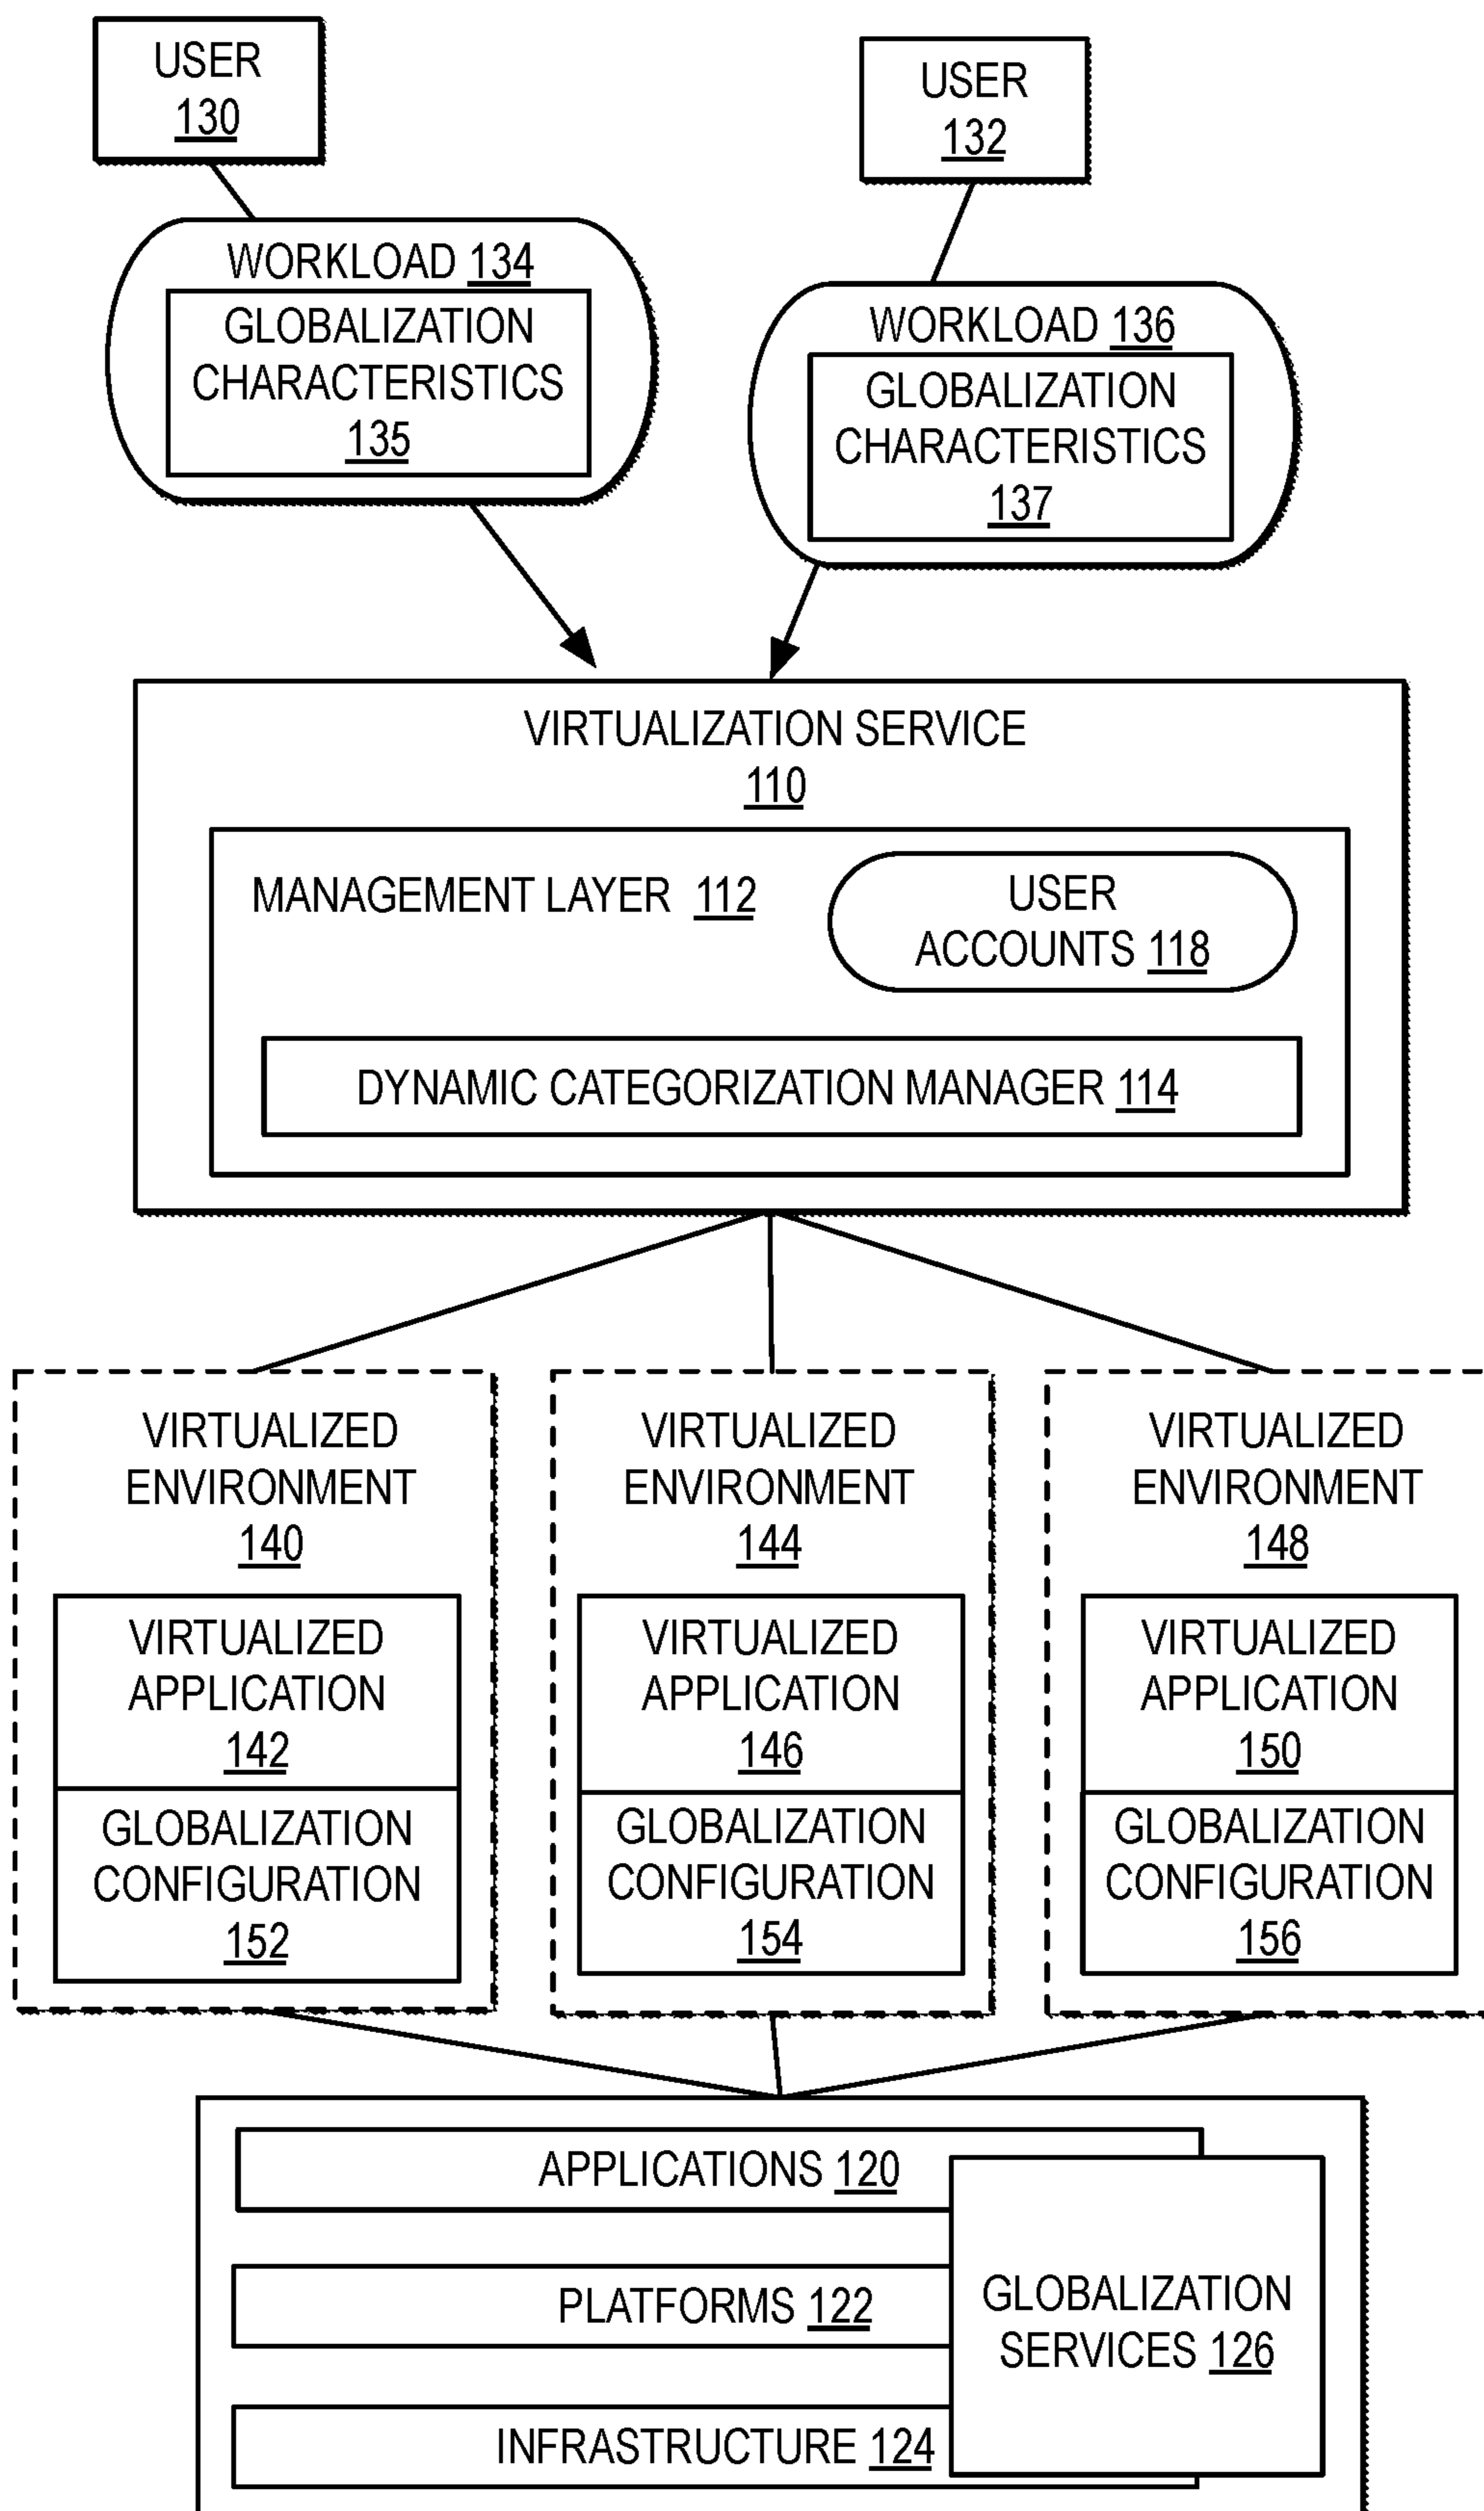 USER
130
USER
132
WORKLOAD 134
GLOBALIZATION
CHARACTERISTICS
135
WORKLOAD 136
GLOBALIZATION
CHARACTERISTICS
137
VIRTUALIZATION SERVICE
110
MANAGEMENT LAYER 112
USER
ACCOUNTS 118
DYNAMIC CATEGORIZATION MANAGER 114
VIRTUALIZED
ENVIRONMENT
140
VIRTUALIZED
APPLICATION
142
GLOBALIZATION
CONFIGURATION
152
VIRTUALIZED
ENVIRONMENT
144
VIRTUALIZED
APPLICATION
146
GLOBALIZATION
CONFIGURATION
154
VIRTUALIZED
ENVIRONMENT
148
VIRTUALIZED
APPLICATION
150
GLOBALIZATION
CONFIGURATION
156
APPLICATIONS 120
PLATFORMS 122
INFRASTRUCTURE 124
GLOBALIZATION
SERVICES 126